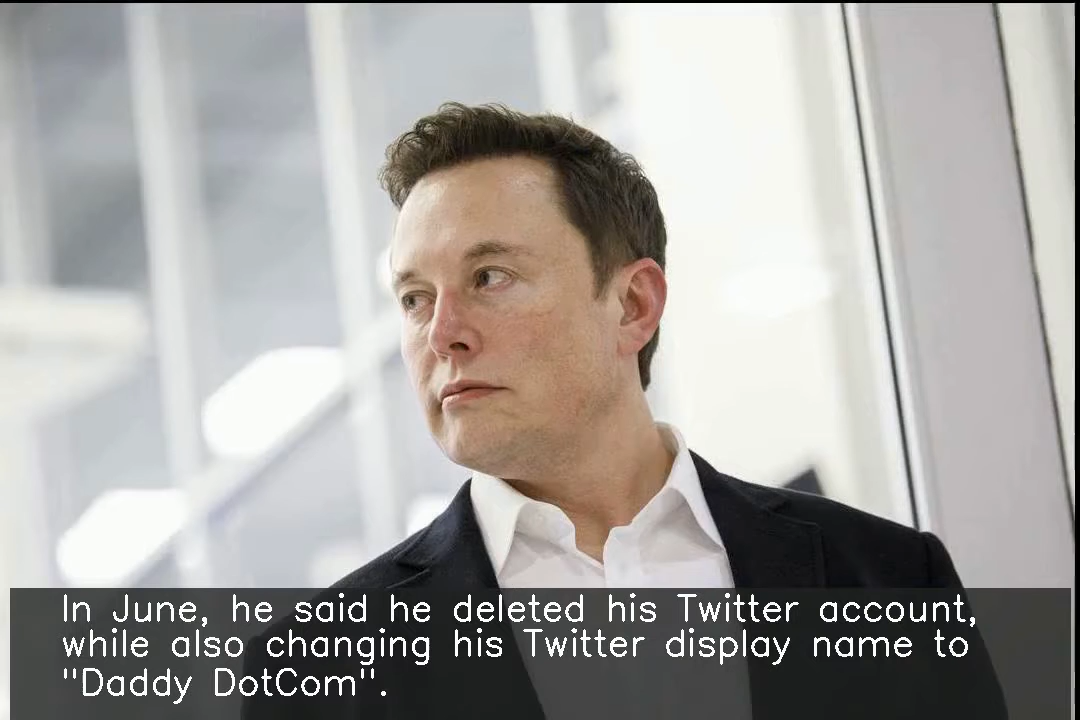 In June, he said he deleted his Twitter account,
while also changing his Twitter display name to
"Daddy DotCom".